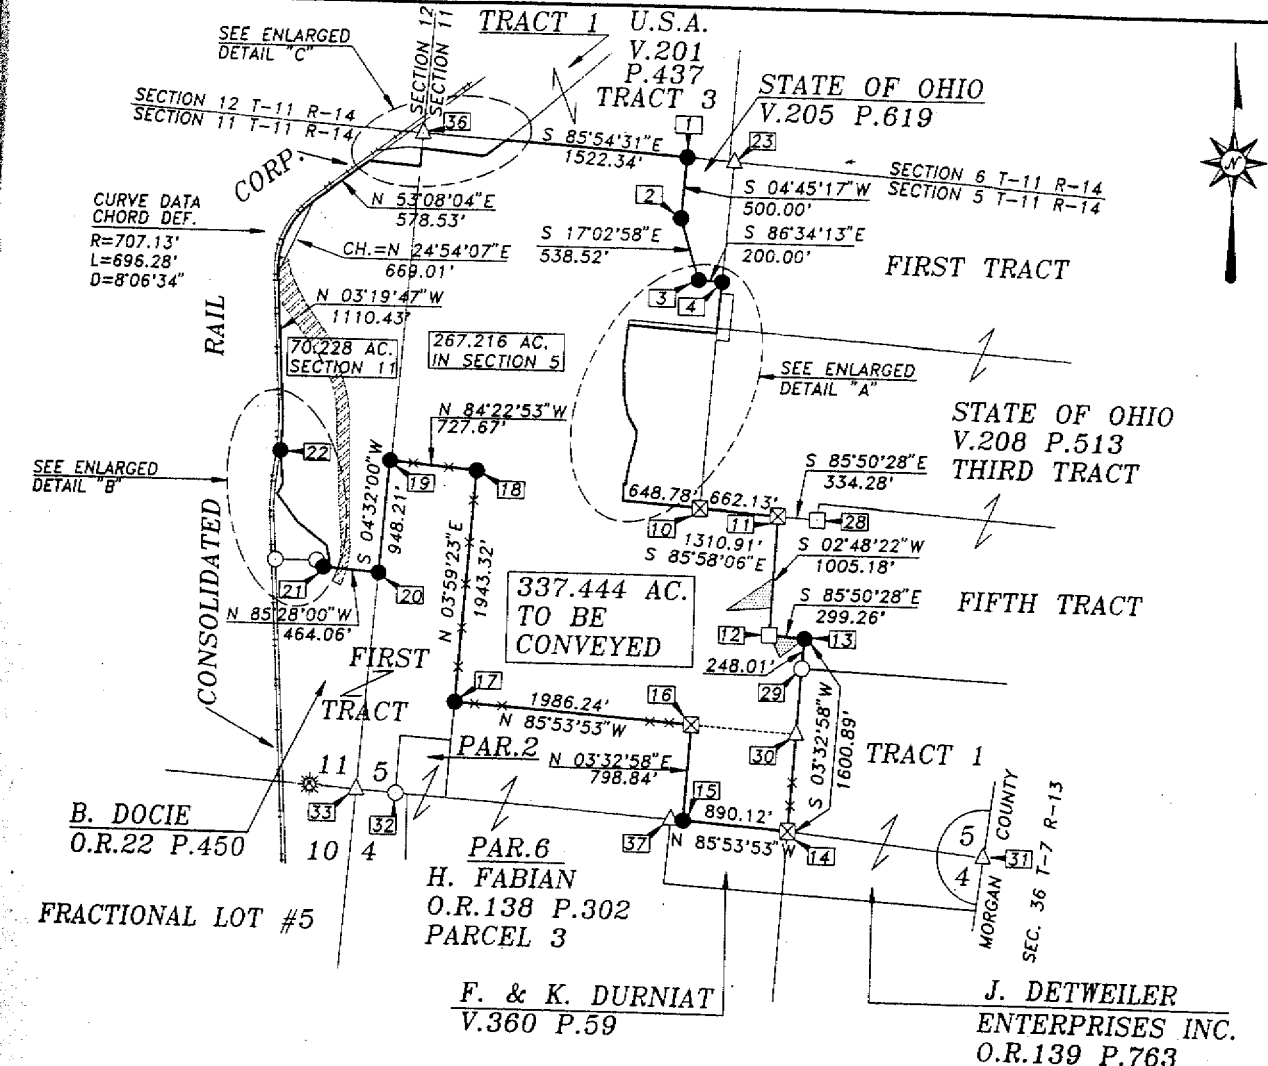 TRACT 1 U.S.A.
V.201
P.437
TRACT 3
SEE ENLARGED
DETAIL "C"
SECTION 12
SECTION 11
STATE OF OHIO
V.205 P.619
SECTION 12 T-11 R-14
SECTION 11 T-11 R-14
36
1
23
S 85°54'31"E
1522.34'
SECTION 6 T-11 R-14
SECTION 5 T-11 R-14
N
CORP.
CURVE DATA
CHORD DEF.
R=707.13'
L=696.28'
D=8°06'34"
N 53°08'04"E
578.53'
2
S 04°45'17"W
500.00'
S 17°02'58"E
538.52'
S 86°34'13"E
200.00'
CH.=N 24°54'07"E
669.01'
FIRST TRACT
3
4
RAIL
N 03°19'47"W
1110.43'
70.228 AC.
SECTION 11
267.216 AC.
IN SECTION 5
SEE ENLARGED
DETAIL "A"
N 84°22'53"W
727.67'
STATE OF OHIO
V.208 P.513
THIRD TRACT
SEE ENLARGED
DETAIL "B"
22
19
18
S 85°50'28"E
334.28'
S 04°32'00"W
948.21'
648.78'
662.13'
10
11
28
1310.91'
S 85°58'06"E
N 03°59'23"E
1943.32'
S 02°48'22"W
1005.18'
CONSOLIDATED
21
20
N 85°28'00"W
464.06'
337.444 AC.
TO BE
CONVEYED
S 85°50'28"E
299.26'
FIFTH TRACT
12
13
248.01'
FIRST
TRACT
17
29
1986.24'
N 85°53'53"W
16
S 03°32'58"W
1600.89'
30
TRACT 1
PAR.2
N 03°32'58"E
798.84'
11
5
33
32
10
4
15
890.12'
N 85°53'53"W
37
14
5
4
31
MORGAN COUNTY
SEC. 36 T-7 R-13
B. DOCIE
O.R.22 P.450
PAR.6
H. FABIAN
O.R.138 P.302
PARCEL 3
FRACTIONAL LOT #5
F. & K. DURNIAT
V.360 P.59
J. DETWEILER
ENTERPRISES INC.
O.R.139 P.763